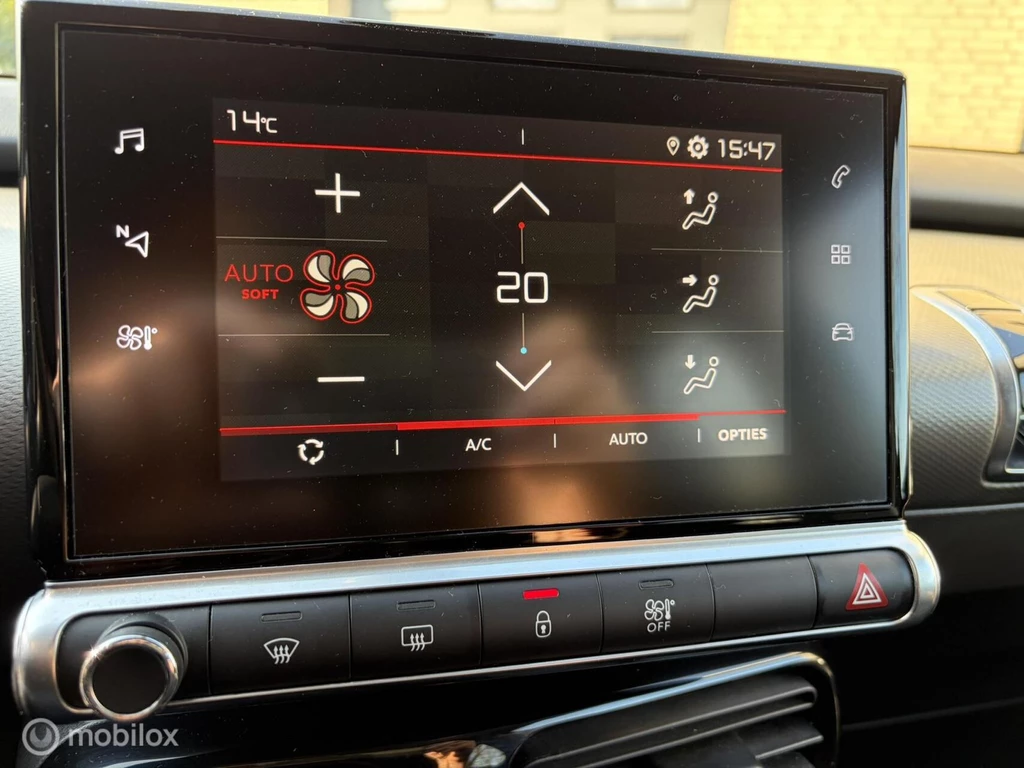 14°C
15:47
N
AUTO
SOFT
20
A/C
AUTO
OPTIES
OFF
mobilox